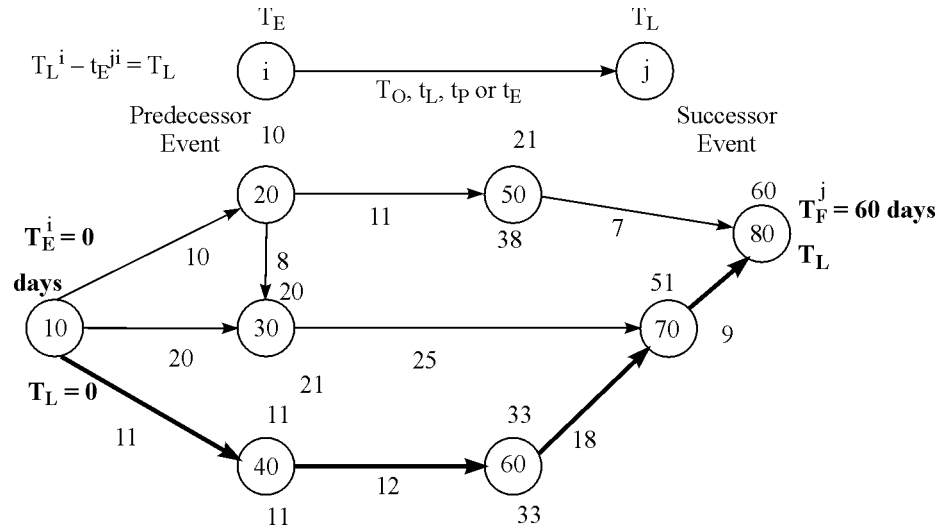 T_E T_L
T_L^i – t_E^ji = T_L i j
T_O, t_L, t_P or t_E
Predecessor Event
10
Successor Event
21
20 11 50 38
60
T_F^j = 60 days
80
T_L
7
T_E^i = 0
days
10
8
20
51
10 20 30 25 70 9
21
T_L = 0
11
11 33
18
40 12 60
11 33